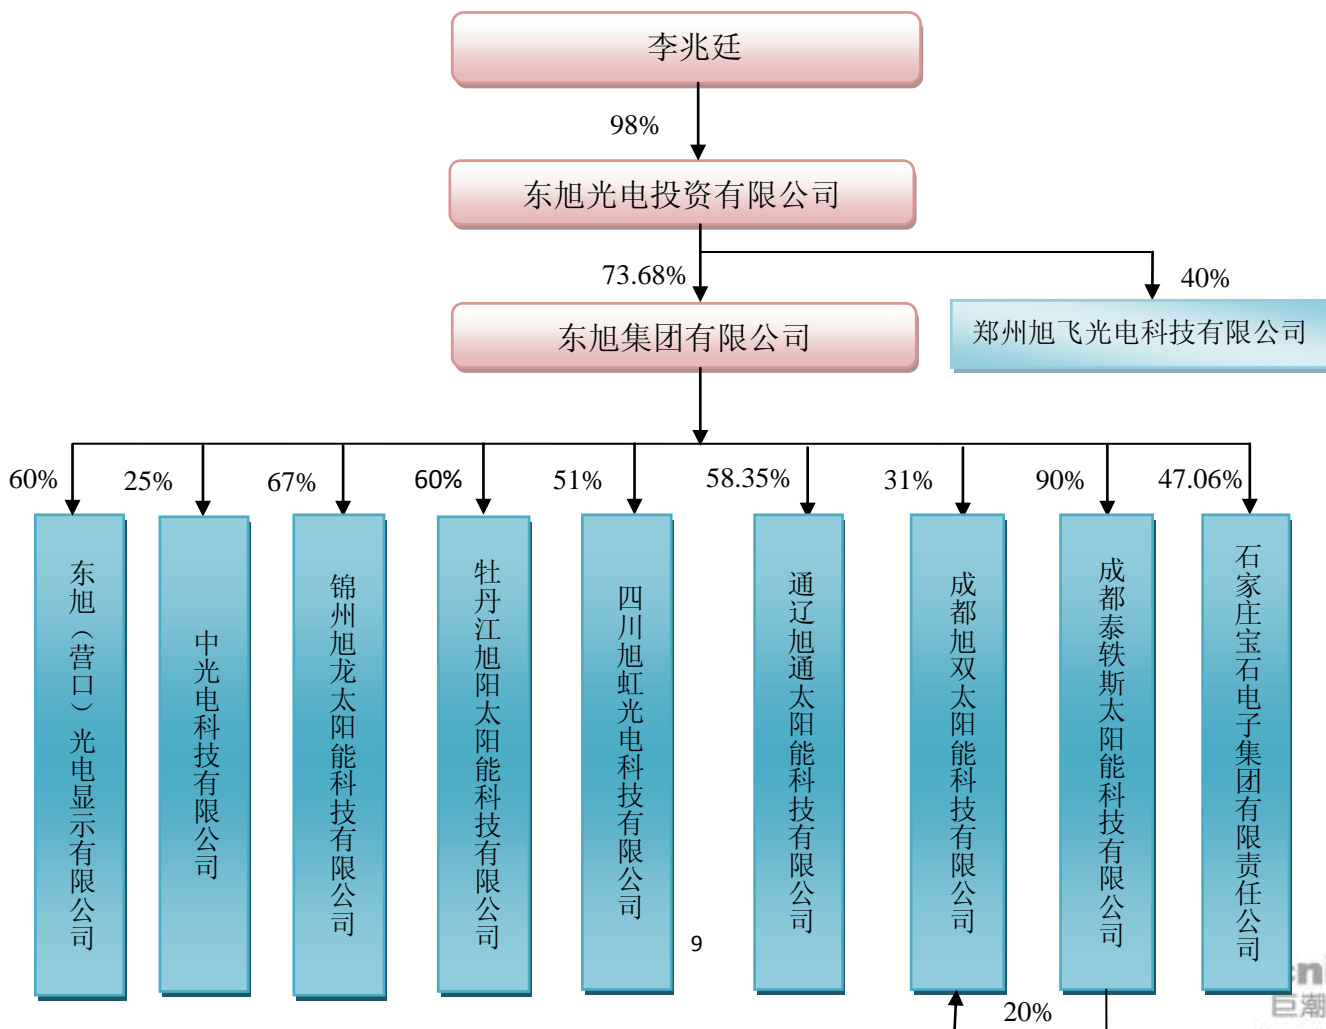 李兆廷
98%
东旭光电投资有限公司
73.68%
40%
东旭集团有限公司
郑州旭飞光电科技有限公司
60%
25%
67%
60%
51%
58.35%
31%
90%
47.06%
东旭（营口）光电显示有限公司
中光电科技有限公司
锦州旭龙太阳能科技有限公司
牡丹江旭阳太阳能科技有限公司
四川旭虹光电科技有限公司
通辽旭通太阳能科技有限公司
成都旭双太阳能科技有限公司
成都泰轶斯太阳能科技有限公司
石家庄宝石电子集团有限责任公司
9
20%
巨潮